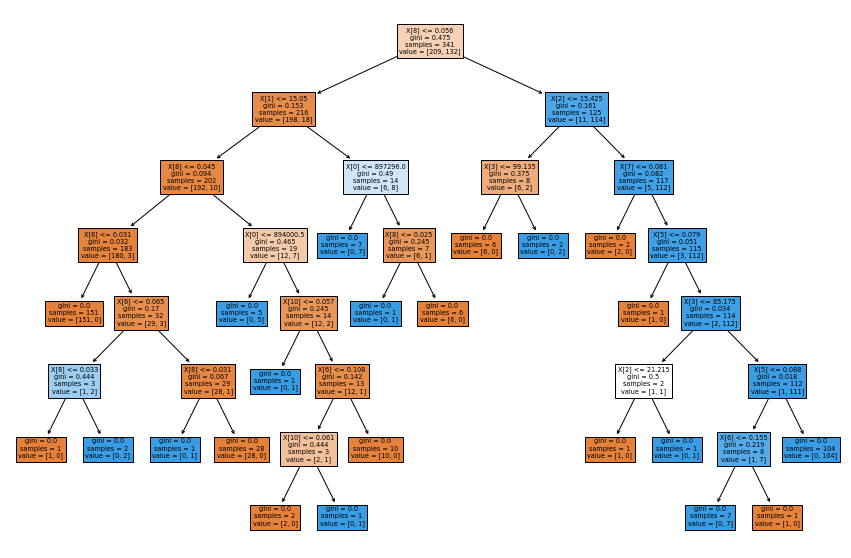 X[8] <= 0.056
gini = 0.475
samples = 341
value = [209, 132]
X[1] <= 15.05
gini = 0.153
samples = 216
value = [198, 18]
X[2] <= 15.425
gini = 0.161
samples = 125
value = [11, 114]
X[8] <= 0.045
gini = 0.094
samples = 202
value = [192, 10]
X[0] <= 897296.0
gini = 0.49
samples = 14
value = [6, 8]
X[3] <= 99.135
gini = 0.375
samples = 8
value = [6, 2]
X[7] <= 0.081
gini = 0.082
samples = 117
value = [5, 112]
X[8] <= 0.031
gini = 0.032
samples = 183
value = [180, 3]
X[0] <= 894000.5
gini = 0.465
samples = 19
value = [12, 7]
gini = 0.0
samples = 7
value = [0, 7]
X[8] <= 0.025
gini = 0.245
samples = 7
value = [6, 1]
gini = 0.0
samples = 6
value = [6, 0]
gini = 0.0
samples = 2
value = [0, 2]
gini = 0.0
samples = 2
value = [2, 0]
X[5] <= 0.079
gini = 0.051
samples = 115
value = [3, 112]
gini = 0.0
samples = 151
value = [151, 0]
X[6] <= 0.065
gini = 0.17
samples = 32
value = [29, 3]
gini = 0.0
samples = 5
value = [0, 5]
X[10] <= 0.057
gini = 0.245
samples = 14
value = [12, 2]
gini = 0.0
samples = 1
value = [0, 1]
gini = 0.0
samples = 6
value = [6, 0]
gini = 0.0
samples = 1
value = [1, 0]
X[3] <= 85.175
gini = 0.034
samples = 114
value = [2, 112]
X[8] <= 0.033
gini = 0.444
samples = 3
value = [1, 2]
X[8] <= 0.031
gini = 0.067
samples = 29
value = [28, 1]
gini = 0.0
samples = 1
value = [0, 1]
X[6] <= 0.108
gini = 0.142
samples = 13
value = [12, 1]
X[2] <= 21.215
gini = 0.5
samples = 2
value = [1, 1]
X[5] <= 0.088
gini = 0.018
samples = 112
value = [1, 111]
gini = 0.0
samples = 1
value = [1, 0]
gini = 0.0
samples = 2
value = [0, 2]
gini = 0.0
samples = 1
value = [0, 1]
gini = 0.0
samples = 28
value = [28, 0]
X[10] <= 0.061
gini = 0.444
samples = 3
value = [2, 1]
gini = 0.0
samples = 10
value = [10, 0]
gini = 0.0
samples = 1
value = [1, 0]
gini = 0.0
samples = 1
value = [0, 1]
X[6] <= 0.155
gini = 0.219
samples = 8
value = [1, 7]
gini = 0.0
samples = 104
value = [0, 104]
gini = 0.0
samples = 2
value = [2, 0]
gini = 0.0
samples = 1
value = [0, 1]
gini = 0.0
samples = 7
value = [0, 7]
gini = 0.0
samples = 1
value = [1, 0]